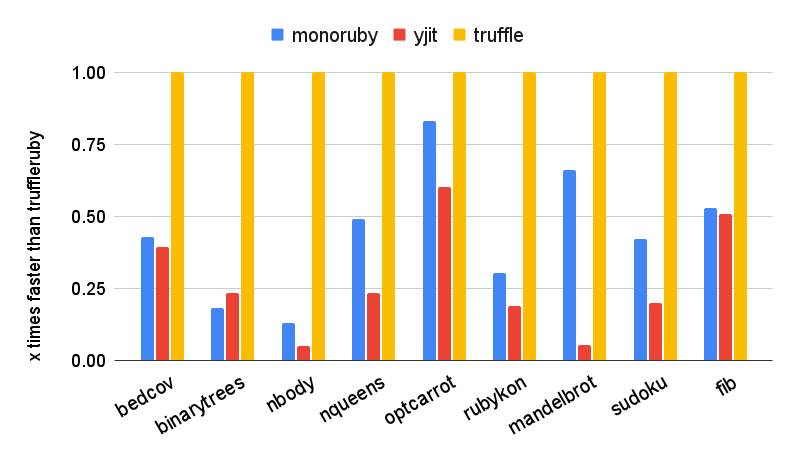 monoruby yjit truffle
x times faster than truffleruby
1.00
0.75
0.50
0.25
0.00
bedcov
binarytrees
nbody
nqueens
optcarrot
rubykon
mandelbrot
sudoku
fib